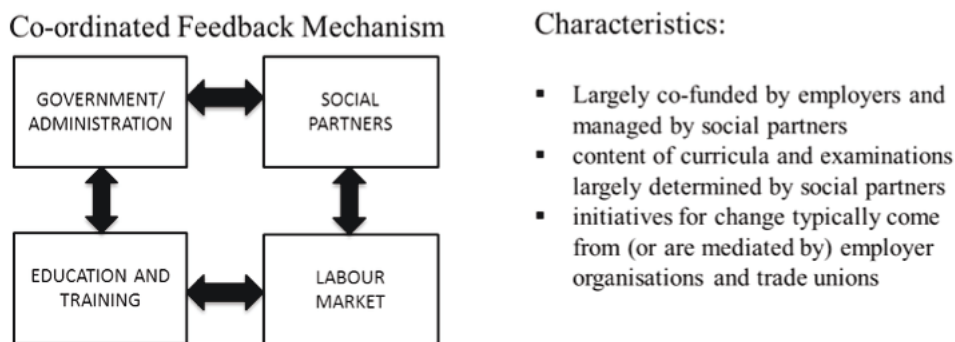 Co-ordinated Feedback Mechanism
GOVERNMENT/
ADMINISTRATION
SOCIAL
PARTNERS
EDUCATION AND
TRAINING
LABOUR
MARKET
Characteristics:
▪ Largely co-funded by employers and
managed by social partners
▪ content of curricula and examinations
largely determined by social partners
▪ initiatives for change typically come
from (or are mediated by) employer
organisations and trade unions